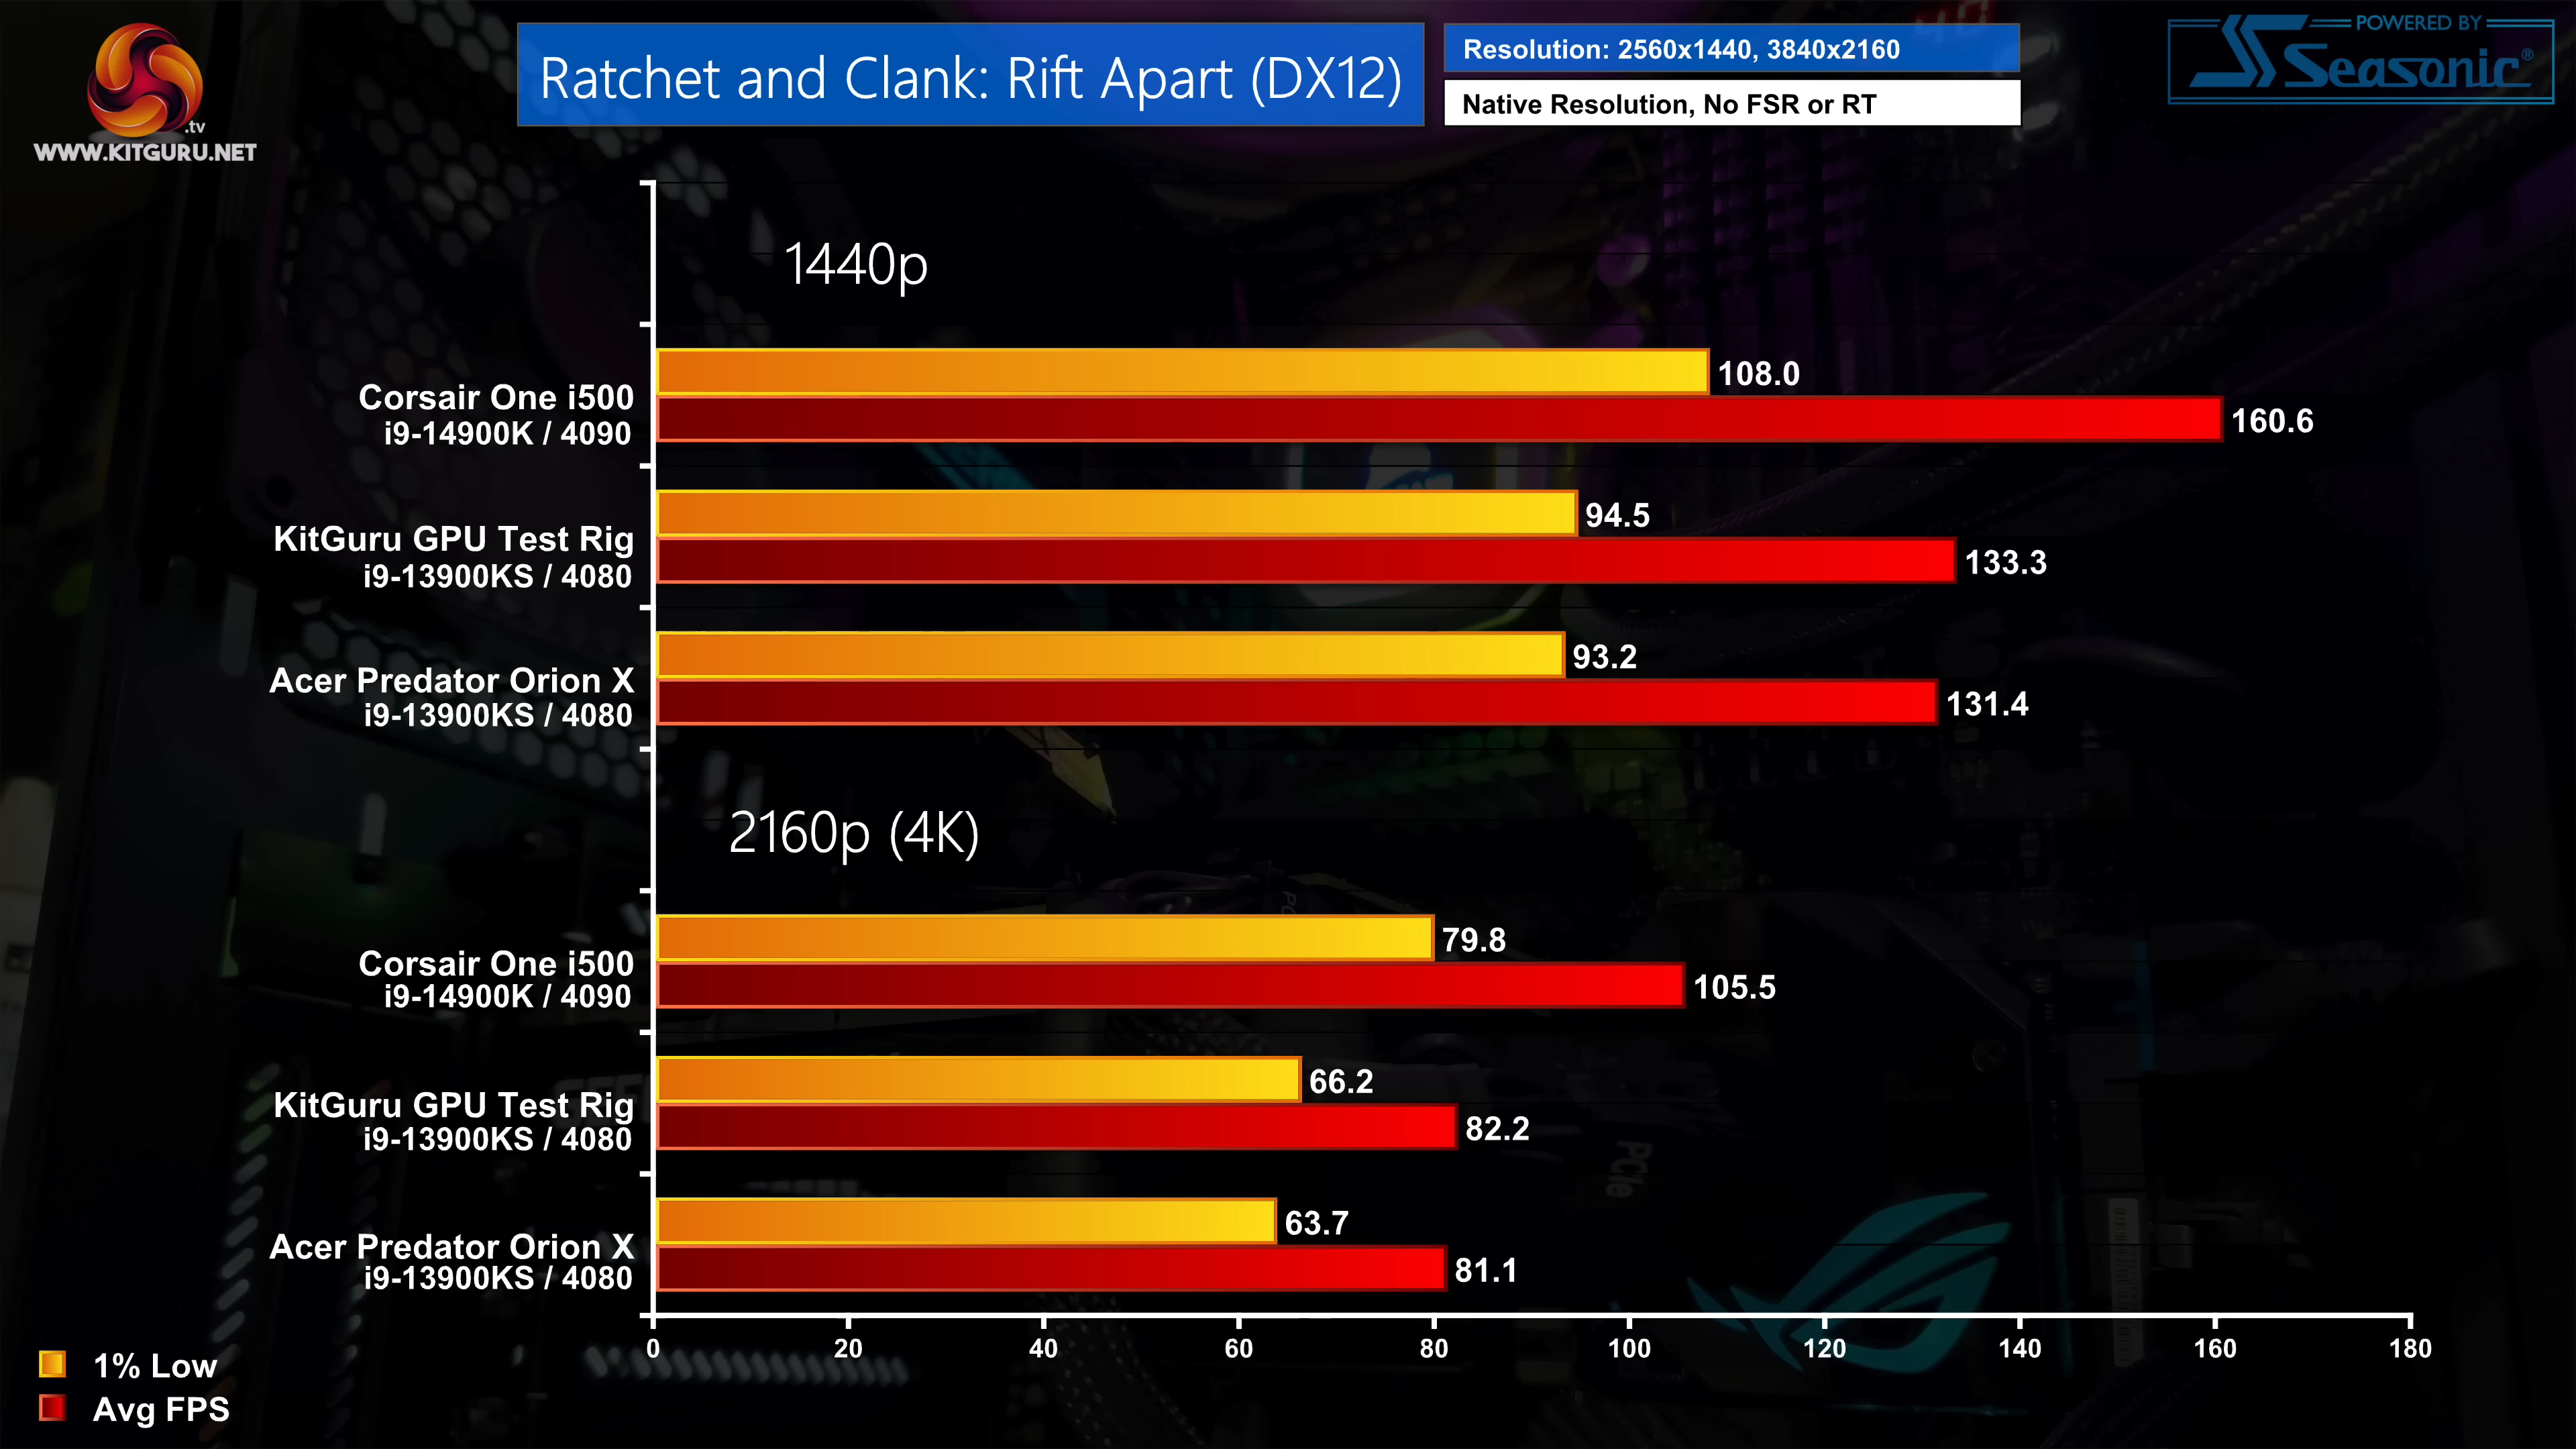 .tv
WWW.KITGURU.NET
Ratchet and Clank: Rift Apart (DX12)
Resolution: 2560x1440, 3840x2160
Native Resolution, No FSR or RT
POWERED BY
Seasonic®
1440p
Corsair One i500
i9-14900K / 4090
108.0
160.6
KitGuru GPU Test Rig
i9-13900KS / 4080
94.5
133.3
Acer Predator Orion X
i9-13900KS / 4080
93.2
131.4
2160p (4K)
Corsair One i500
i9-14900K / 4090
79.8
105.5
KitGuru GPU Test Rig
i9-13900KS / 4080
66.2
82.2
Acer Predator Orion X
i9-13900KS / 4080
63.7
81.1
PCIe
0 20 40 60 80 100 120 140 160 180
1% Low
Avg FPS